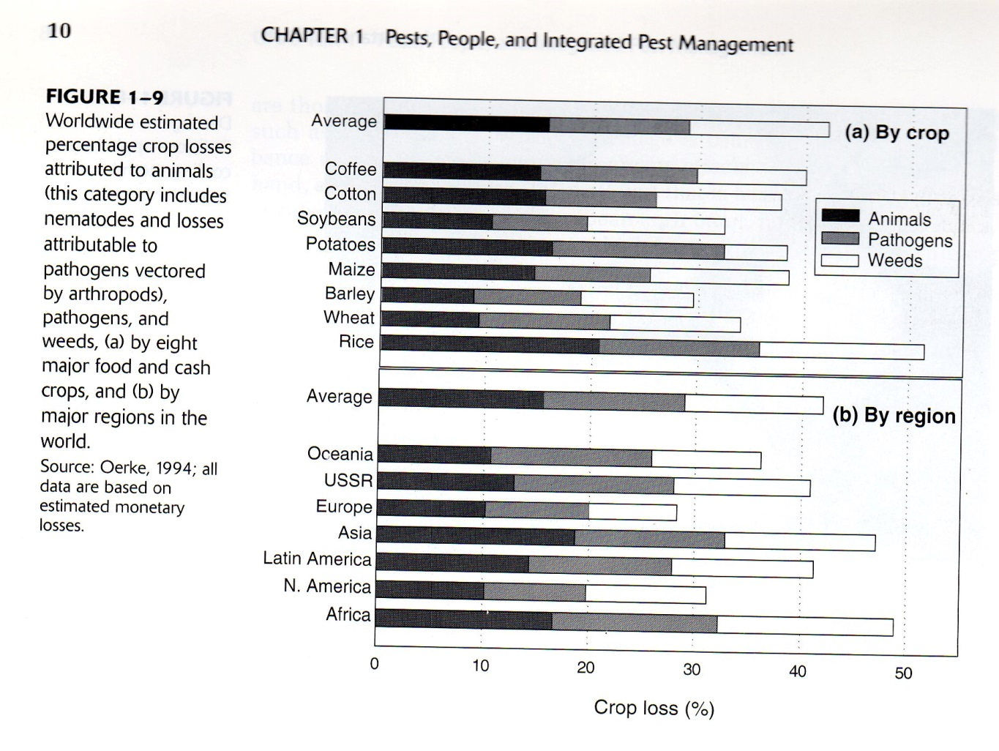 10
CHAPTER 1 Pests, People, and Integrated Pest Management
FIGURE 1–9
Worldwide estimated
percentage crop losses
attributed to animals
(this category includes
nematodes and losses
attributable to
pathogens vectored
by arthropods),
pathogens, and
weeds, (a) by eight
major food and cash
crops, and (b) by
major regions in the
world.
Source: Oerke, 1994; all
data are based on
estimated monetary
losses.
Average
(a) By crop
Coffee
Cotton
Soybeans
Potatoes
Maize
Barley
Wheat
Rice
Animals
Pathogens
Weeds
Average
(b) By region
Oceania
USSR
Europe
Asia
Latin America
N. America
Africa
0 10 20 30 40 50
Crop loss (%)